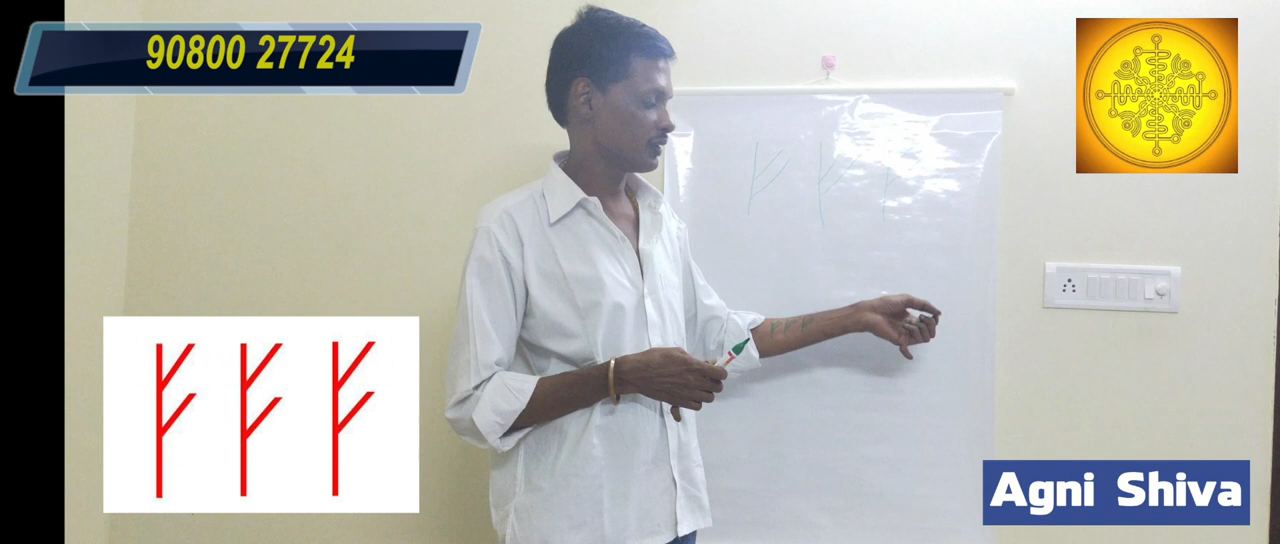 90800 27724
ᚠ ᚠ ᚠ
ᚠ ᚠ ᚠ
ᚠ ᚠ ᚠ
Agni Shiva